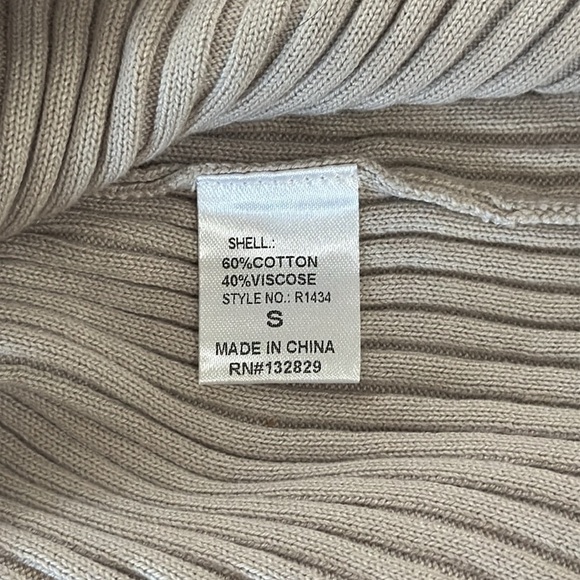 SHELL.:
60%COTTON
40%VISCOSE
STYLE NO.: R1434
S
MADE IN CHINA
RN#132829